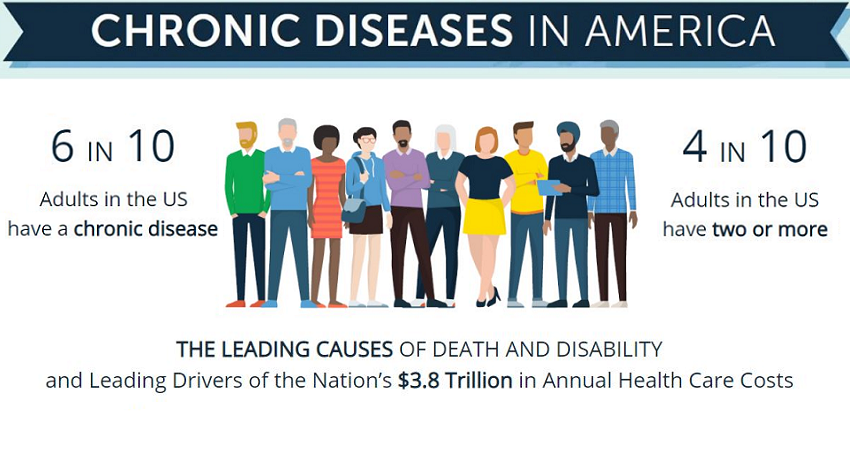 CHRONIC DISEASES IN AMERICA
6 IN 10
Adults in the US
have a chronic disease
4 IN 10
Adults in the US
have two or more
THE LEADING CAUSES OF DEATH AND DISABILITY
and Leading Drivers of the Nation’s $3.8 Trillion in Annual Health Care Costs